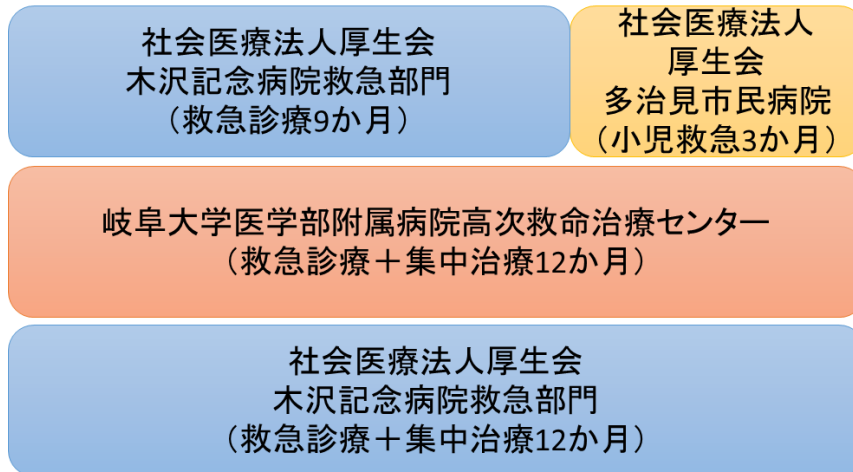 社会医療法人厚生会
木沢記念病院救急部門
（救急診療9か月）
社会医療法人
厚生会
多治見市民病院
（小児救急3か月）
岐阜大学医学部附属病院高次救命治療センター
（救急診療＋集中治療12か月）
社会医療法人厚生会
木沢記念病院救急部門
（救急診療＋集中治療12か月）